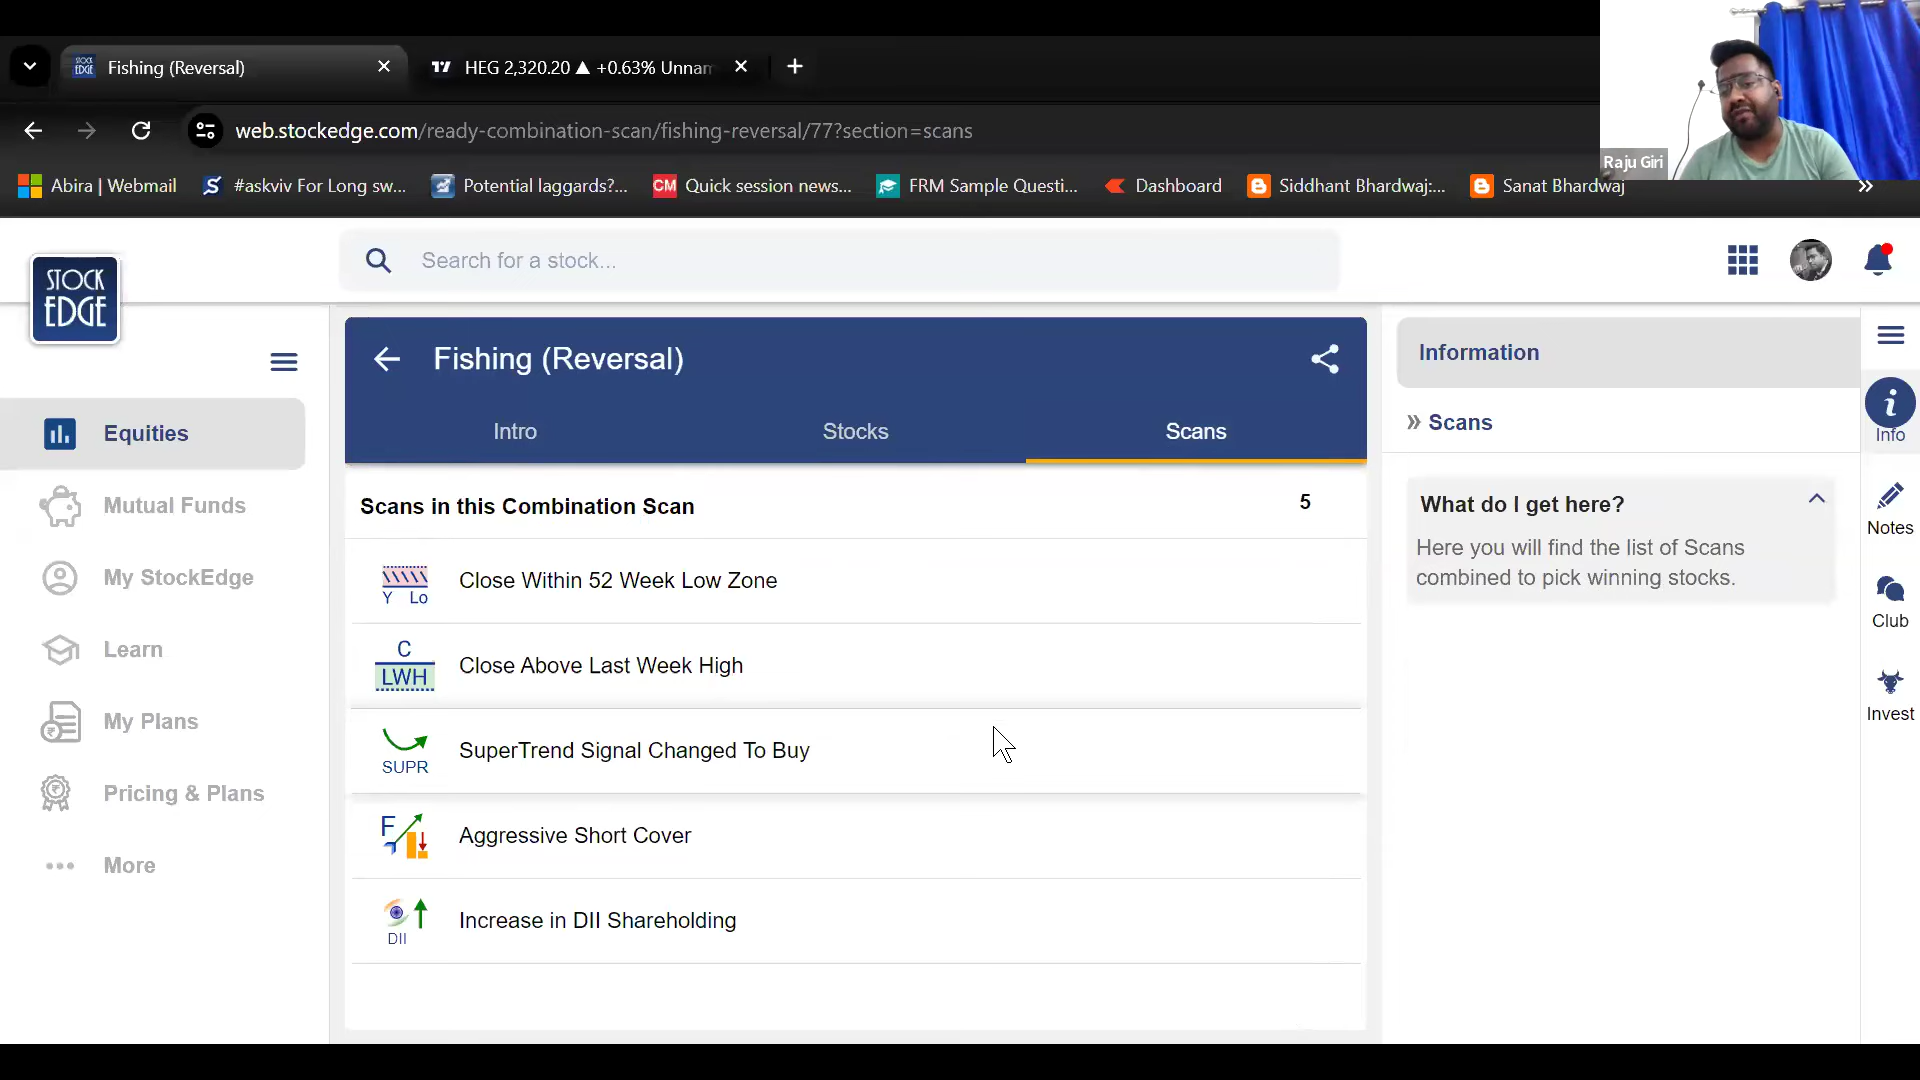 Fishing (Reversal)
HEG 2,320.20 ▲ +0.63% Unnam
web.stockedge.com/ready-combination-scan/fishing-reversal/77?section=scans
Raju Giri
Abira | Webmail
#askviv For Long sw...
Potential laggards?...
CM
Quick session news...
FRM Sample Questi...
Dashboard
Siddhant Bhardwaj:...
Sanat Bhardwaj
STOCK
EDGE
Search for a stock...
Equities
Mutual Funds
My StockEdge
Learn
My Plans
Pricing & Plans
More
Fishing (Reversal)
Intro
Stocks
Scans
Scans in this Combination Scan
5
Y Lo
Close Within 52 Week Low Zone
C
LWH
Close Above Last Week High
SUPR
SuperTrend Signal Changed To Buy
F
Aggressive Short Cover
DII
Increase in DII Shareholding
Information
» Scans
What do I get here?
Here you will find the list of Scans
combined to pick winning stocks.
Info
Notes
Club
Invest